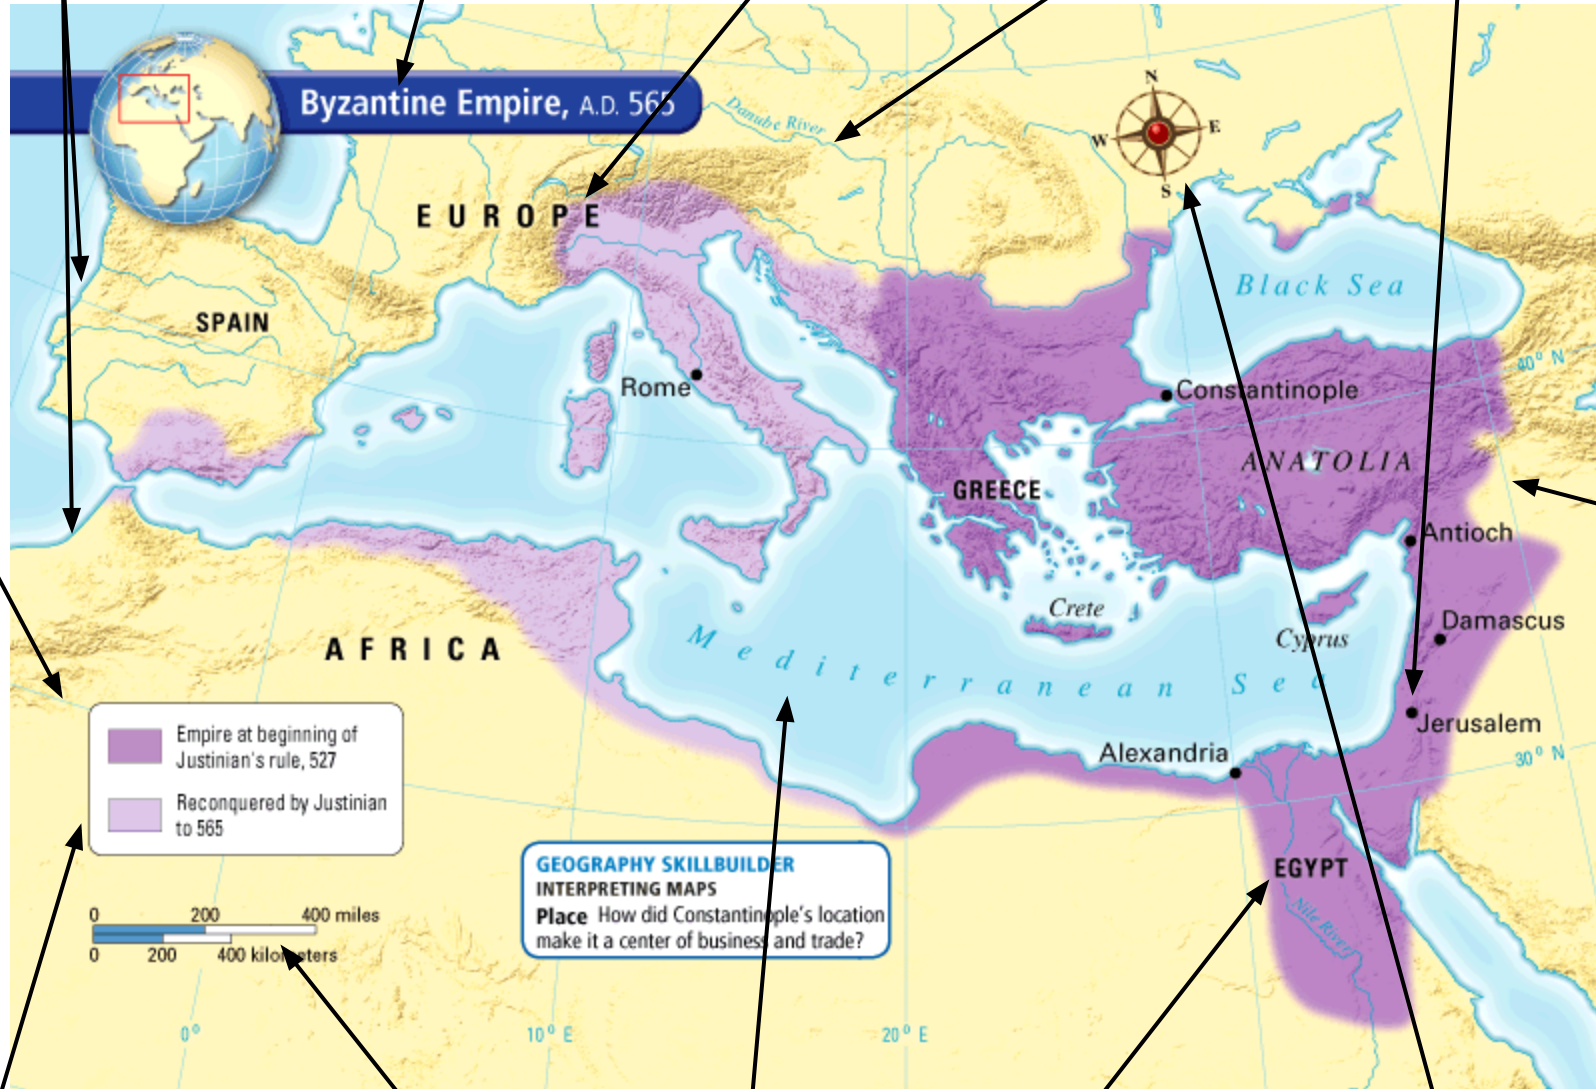 Byzantine Empire, A.D. 565
Danube River
N
W
E
S
EUROPE
SPAIN
Black Sea
40° N
Rome
Constantinople
ANATOLIA
GREECE
Antioch
Crete
Cyprus
Damascus
AFRICA
Mediterranean Sea
Jerusalem
Alexandria
30° N
EGYPT
Nile River
Empire at beginning of
Justinian's rule, 527
Reconquered by Justinian
to 565
GEOGRAPHY SKILLBUILDER
INTERPRETING MAPS
Place How did Constantinople's location
make it a center of business and trade?
0 200 400 miles
0 200 400 kilometers
0° 10° E 20° E